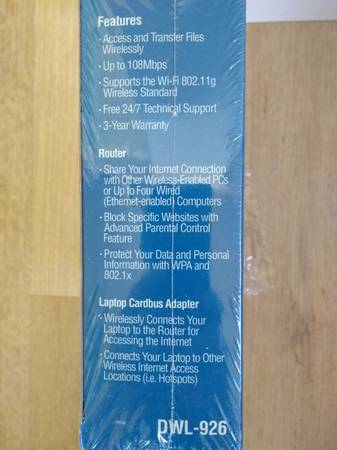 Features
• Access and Transfer Files
Wirelessly
• Up to 108Mbps*
• Supports the Wi-Fi 802.11g
Wireless Standard
• Free 24/7 Technical Support
• 3-Year Warranty
Router
• Share Your Internet Connection
with Other Wireless-Enabled PCs
or Up to Four Wired
(Ethernet-enabled) Computers
• Block Specific Websites with
Advanced Parental Control
Feature
• Protect Your Data and Personal
Information with WPA and
802.1x
Laptop Cardbus Adapter
• Wirelessly Connects Your
Laptop to the Router for
Accessing the Internet
• Connects Your Laptop to Other
Wireless Internet Access
Locations (i.e. Hotspots)
DWL-926